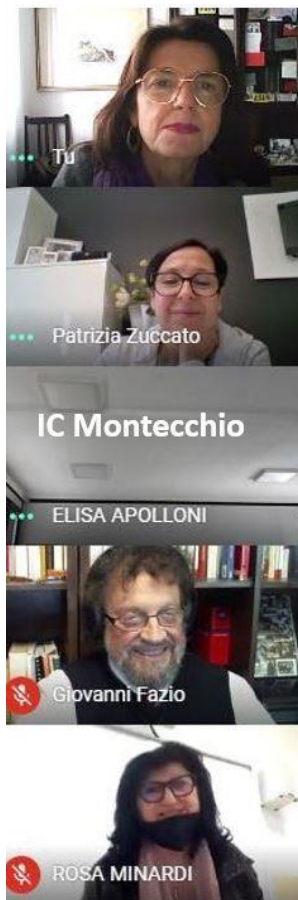 Tu
Patrizia Zuccato
IC Montecchio
ELISA APOLLONI
Giovanni Fazio
ROSA MINARDI